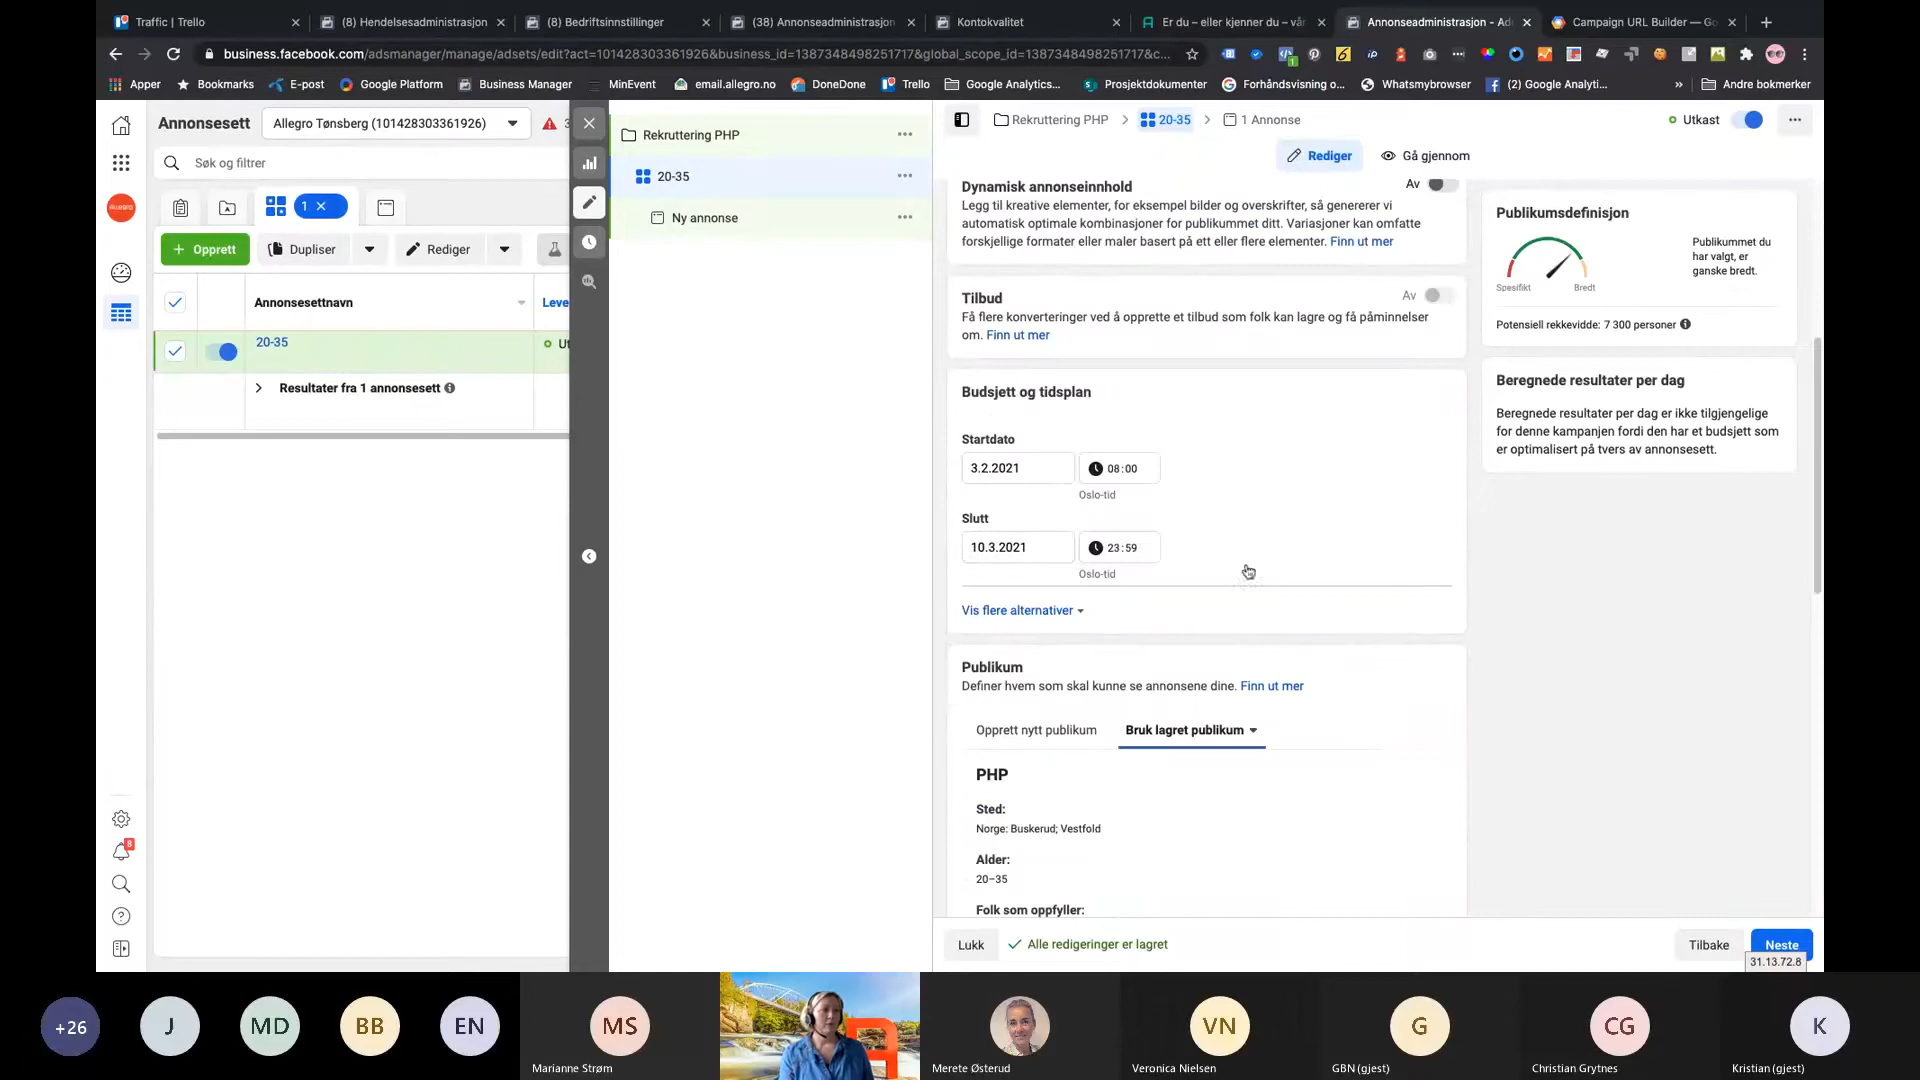 Traffic | Trello
(8) Hendelsesadministrasjon
(8) Bedriftsinnstillinger
(38) Annonseadministrasjon
Kontokvalitet
Er du – eller kjenner du – vår
Annonseadministrasjon - Ad
Campaign URL Builder — Go
business.facebook.com/adsmanager/manage/adsets/edit?act=101428303361926&business_id=1387348498251717&global_scope_id=1387348498251717&c...
Apper
Bookmarks
E-post
Google Platform
Business Manager
MinEvent
email.allegro.no
DoneDone
Trello
Google Analytics...
Prosjektdokumenter
Forhåndsvisning o...
Whatsmybrowser
(2) Google Analyti...
»
Andre bokmerker
Annonsesett
Allegro Tønsberg (101428303361926)
3
Søk og filtrer
1 ×
+ Opprett
Dupliser
Rediger
Annonsesettnavn
Leve
20-35
Ut
Resultater fra 1 annonsesett
8
Rekruttering PHP
20-35
Ny annonse
Rekruttering PHP > 20-35 > 1 Annonse
Utkast
Rediger
Gå gjennom
Dynamisk annonseinnhold
Av
Legg til kreative elementer, for eksempel bilder og overskrifter, så genererer vi
automatisk optimale kombinasjoner for publikummet ditt. Variasjoner kan omfatte
forskjellige formater eller maler basert på ett eller flere elementer. Finn ut mer
Tilbud
Av
Få flere konverteringer ved å opprette et tilbud som folk kan lagre og få påminnelser
om. Finn ut mer
Budsjett og tidsplan
Startdato
3.2.2021
08:00
Oslo-tid
Slutt
10.3.2021
23:59
Oslo-tid
Vis flere alternativer
Publikum
Definer hvem som skal kunne se annonsene dine. Finn ut mer
Opprett nytt publikum
Bruk lagret publikum
PHP
Sted:
Norge: Buskerud; Vestfold
Alder:
20–35
Folk som oppfyller:
Publikumsdefinisjon
Publikummet du
har valgt, er
ganske bredt.
Spesifikt
Bredt
Potensiell rekkevidde: 7 300 personer
Beregnede resultater per dag
Beregnede resultater per dag er ikke tilgjengelige
for denne kampanjen fordi den har et budsjett som
er optimalisert på tvers av annonsesett.
Lukk
Alle redigeringer er lagret
Tilbake
Neste
31.13.72.8
+26
J
MD
BB
EN
MS
Marianne Strøm
Merete Østerud
VN
Veronica Nielsen
G
GBN (gjest)
CG
Christian Grytnes
K
Kristian (gjest)